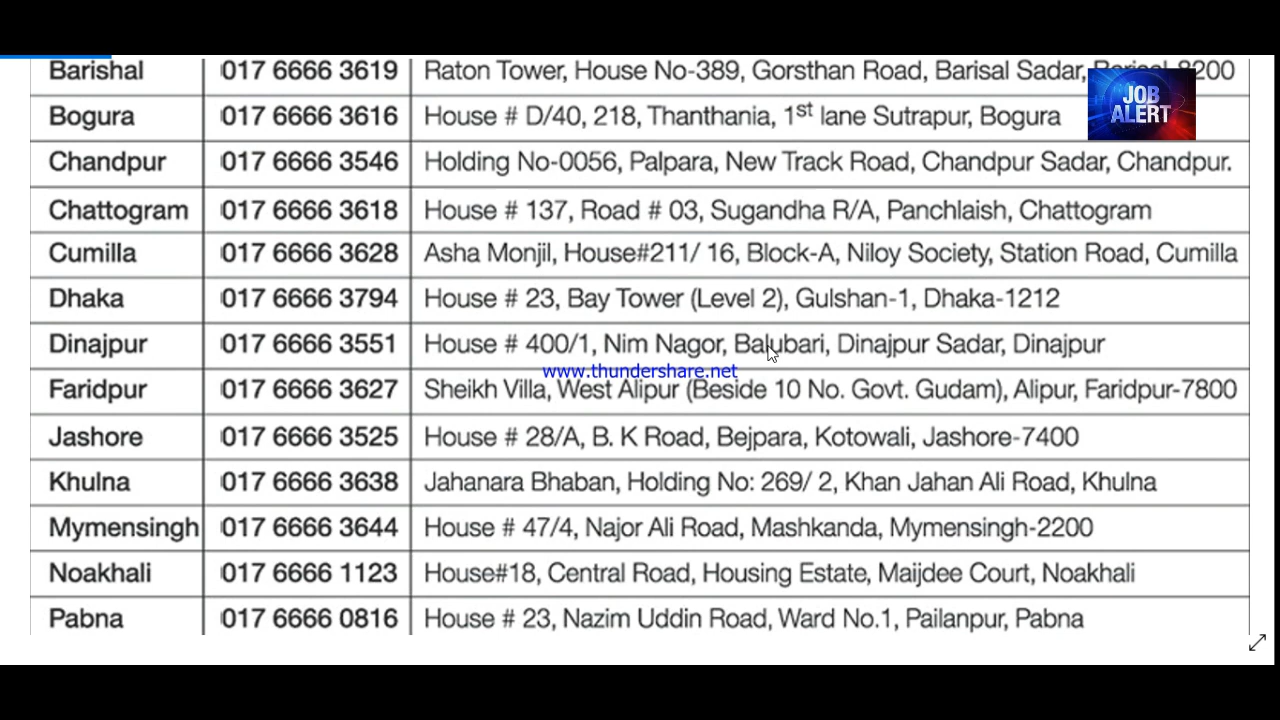 Barishal 017 6666 3619 Raton Tower, House No-389, Gorsthan Road, Barisal Sadar, 8200
JOB ALERT
Bogura 017 6666 3616 House # D/40, 218, Thanthania, 1st lane Sutrapur, Bogura
Chandpur 017 6666 3546 Holding No-0056, Palpara, New Track Road, Chandpur Sadar, Chandpur.
Chattogram 017 6666 3618 House # 137, Road # 03, Sugandha R/A, Panchlaish, Chattogram
Cumilla 017 6666 3628 Asha Monjil, House#211/ 16, Block-A, Niloy Society, Station Road, Cumilla
Dhaka 017 6666 3794 House # 23, Bay Tower (Level 2), Gulshan-1, Dhaka-1212
Dinajpur 017 6666 3551 House # 400/1, Nim Nagor, Balubari, Dinajpur Sadar, Dinajpur
www.thundershare.net
Faridpur 017 6666 3627 Sheikh Villa, West Alipur (Beside 10 No. Govt. Gudam), Alipur, Faridpur-7800
Jashore 017 6666 3525 House # 28/A, B. K Road, Bejpara, Kotowali, Jashore-7400
Khulna 017 6666 3638 Jahanara Bhaban, Holding No: 269/ 2, Khan Jahan Ali Road, Khulna
Mymensingh 017 6666 3644 House # 47/4, Najor Ali Road, Mashkanda, Mymensingh-2200
Noakhali 017 6666 1123 House#18, Central Road, Housing Estate, Maijdee Court, Noakhali
Pabna 017 6666 0816 House # 23, Nazim Uddin Road, Ward No.1, Pailanpur, Pabna